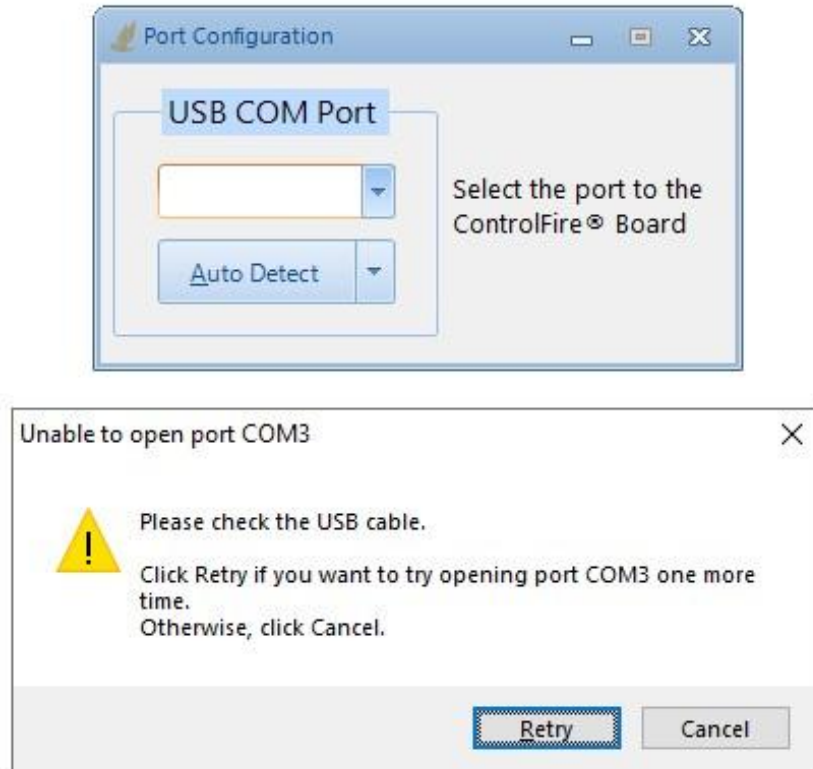 Port Configuration
USB COM Port
Select the port to the
ControlFire® Board
Auto Detect
Unable to open port COM3
Please check the USB cable.
Click Retry if you want to try opening port COM3 one more
time.
Otherwise, click Cancel.
Retry
Cancel